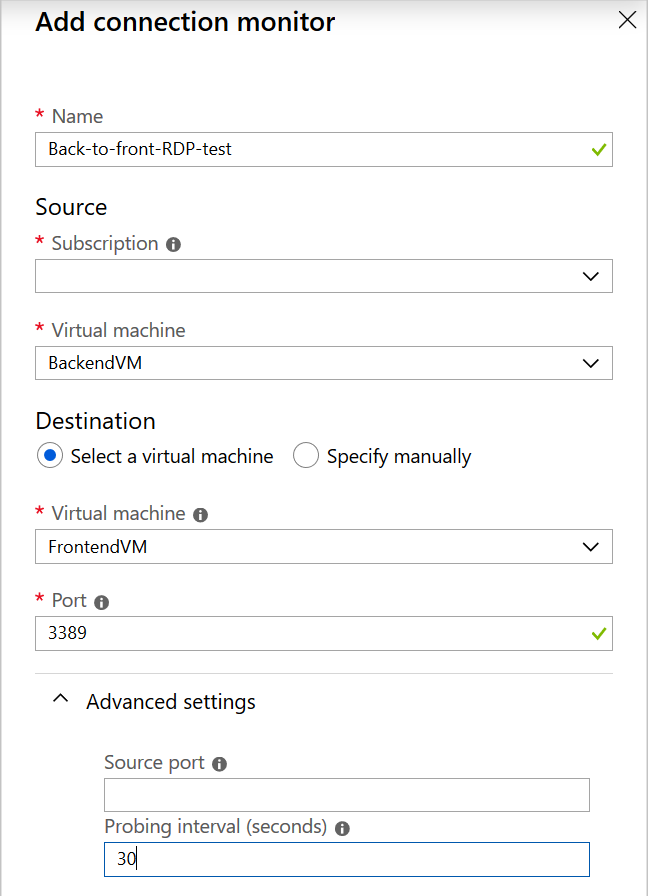 Add connection monitor
* Name
Back-to-front-RDP-test
Source
* Subscription
* Virtual machine
BackendVM
Destination
Select a virtual machine Specify manually
* Virtual machine
FrontendVM
* Port
3389
Advanced settings
Source port
Probing interval (seconds)
30